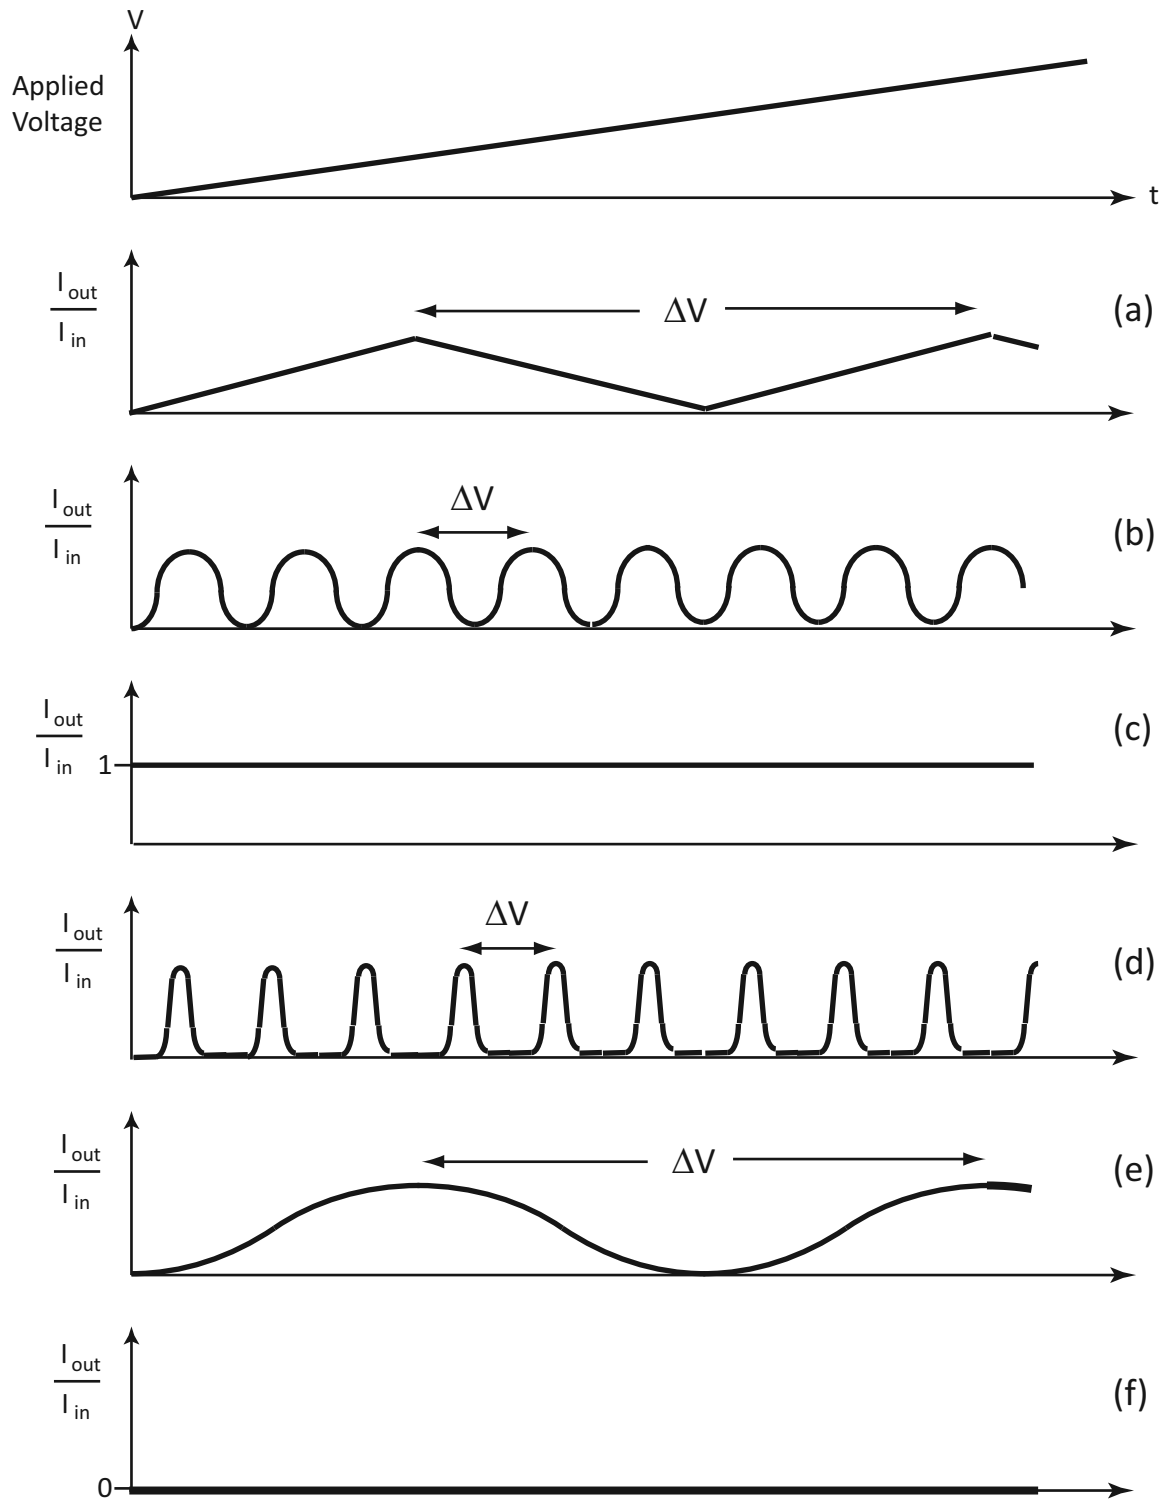 V
Applied
Voltage
t
I out
I in
ΔV
(a)
I out
I in
ΔV
(b)
I out
I in
1
(c)
I out
I in
ΔV
(d)
I out
I in
ΔV
(e)
I out
I in
0
(f)